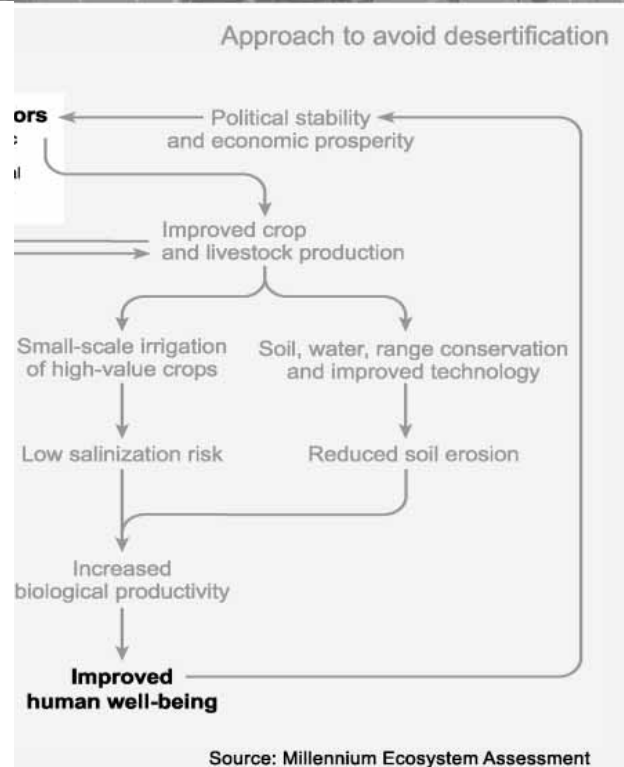 Approach to avoid desertification
ors
Political stability
and economic prosperity
c
al
Improved crop
and livestock production
Small-scale irrigation
of high-value crops
Soil, water, range conservation
and improved technology
Low salinization risk
Reduced soil erosion
Increased
biological productivity
Improved
human well-being
Source: Millennium Ecosystem Assessment